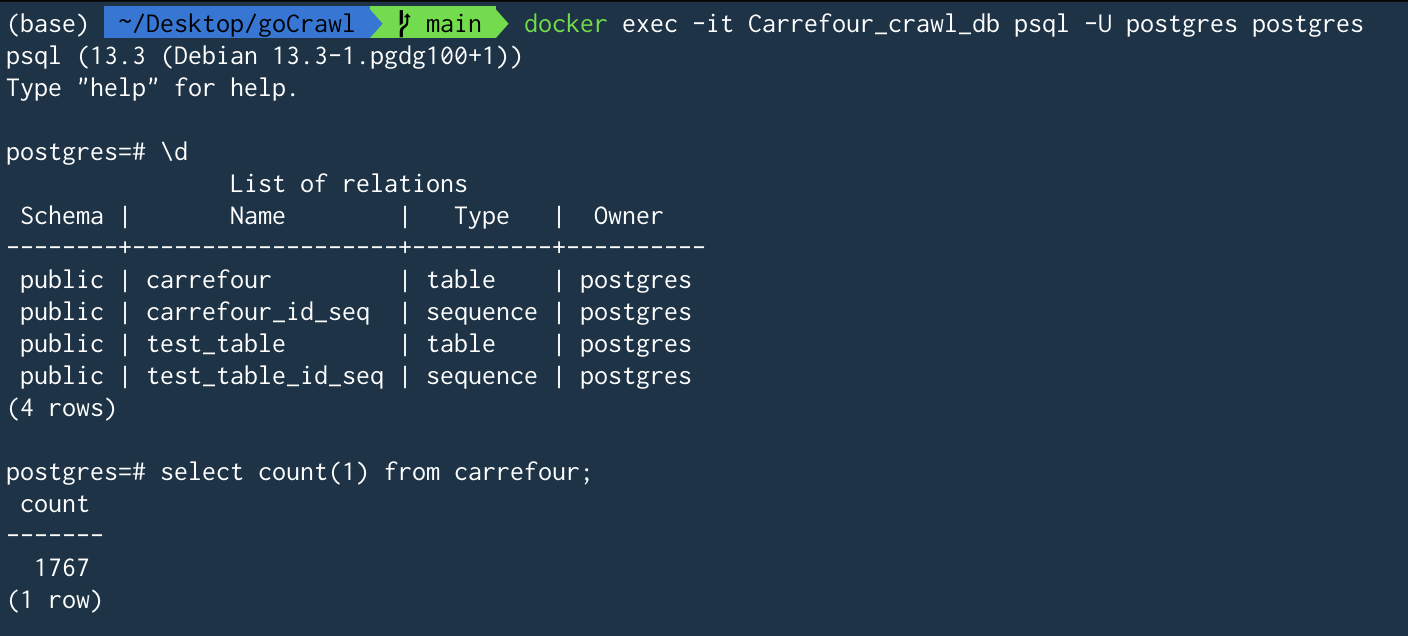 (base) ~/Desktop/goCrawl main docker exec -it Carrefour_crawl_db psql -U postgres postgres
psql (13.3 (Debian 13.3-1.pgdg100+1))
Type "help" for help.
postgres=# \d
List of relations
Schema | Name | Type | Owner
--------+-------------------+----------+----------
public | carrefour | table | postgres
public | carrefour_id_seq | sequence | postgres
public | test_table | table | postgres
public | test_table_id_seq | sequence | postgres
(4 rows)
postgres=# select count(1) from carrefour;
count
-------
1767
(1 row)